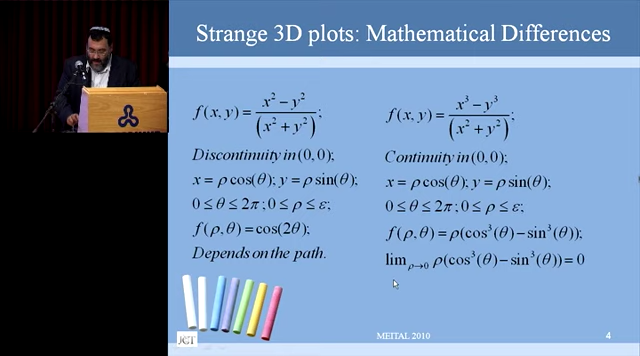 Strange 3D plots: Mathematical Differences
f(x, y) = (x² − y²) / (x² + y²);
Discontinuity in (0,0);
x = ρ cos(θ); y = ρ sin(θ);
0 ≤ θ ≤ 2π; 0 ≤ ρ ≤ ε;
f(ρ, θ) = cos(2θ);
Depends on the path.
f(x, y) = (x³ − y³) / (x² + y²);
Continuity in (0,0);
x = ρ cos(θ); y = ρ sin(θ);
0 ≤ θ ≤ 2π; 0 ≤ ρ ≤ ε;
f(ρ, θ) = ρ(cos³(θ) − sin³(θ));
lim ρ→0 ρ(cos³(θ) − sin³(θ)) = 0
JCT
MEITAL 2010
4